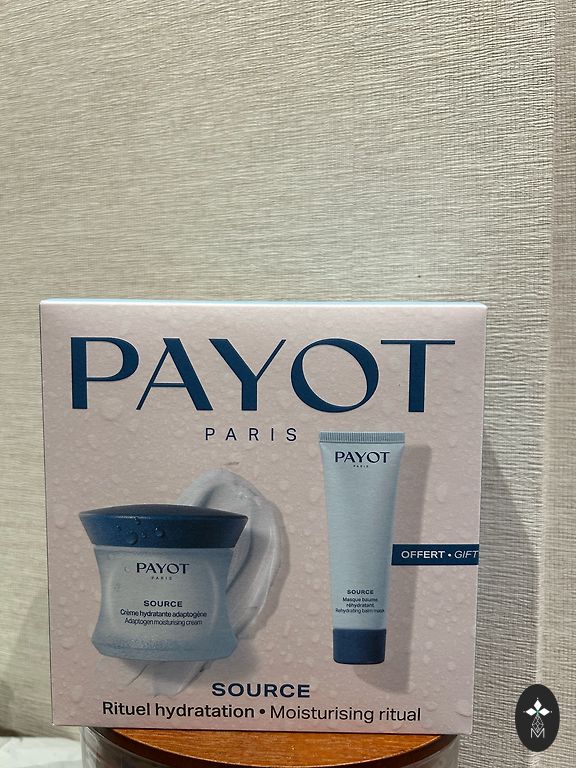 PAYOT
PARIS
PAYOT
PARIS
SOURCE
Masque baume
réhydratant
Rehydrating balm mask
OFFERT • GIFT
PAYOT
PARIS
SOURCE
Crème hydratante adaptogène
Adaptogen moisturising cream
SOURCE
Rituel hydratation • Moisturising ritual
M